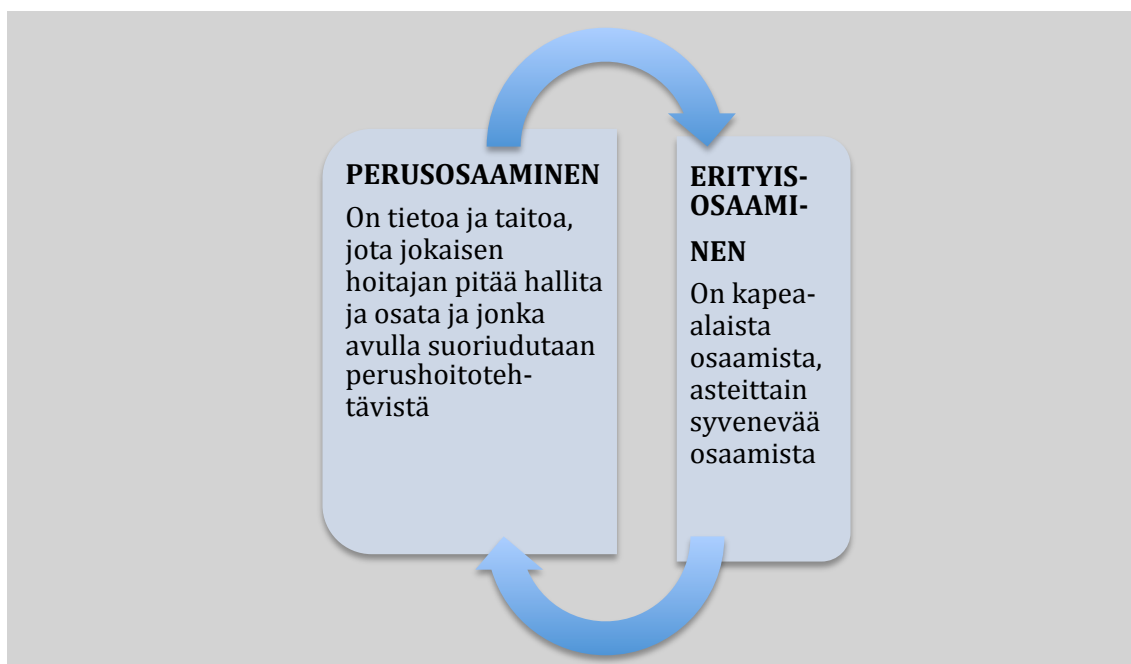 PERUSOSAAMINEN
On tietoa ja taitoa,
jota jokaisen
hoitajan pitää hallita
ja osata ja jonka
avulla suoriudutaan
perushoitoteh-
tävistä
ERITYIS-
OSAAMI-
NEN
On kapea-
alaista
osaamista,
asteittain
syvenevää
osaamista